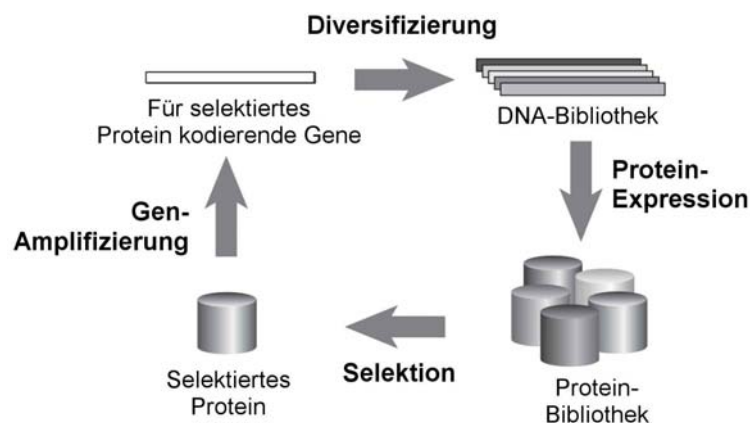 Diversifizierung
Für selektiertes
Protein kodierende Gene
DNA-Bibliothek
Protein-
Expression
Gen-
Amplifizierung
Selektiertes
Protein
Selektion
Protein-
Bibliothek